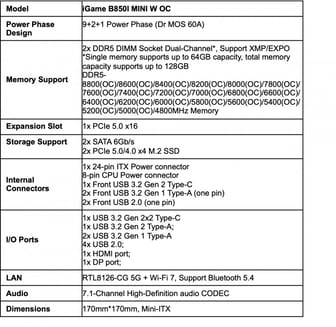 Model
iGame B850I MINI W OC
Power Phase
Design
9+2+1 Power Phase (Dr MOS 60A)
Memory Support
2x DDR5 DIMM Socket Dual-Channel*, Support XMP/EXPO
*Single memory supports up to 64GB capacity, total memory
capacity supports up to 128GB
DDR5-
8800(OC)/8600(OC)/8400(OC)/8200(OC)/8000(OC)/7800(OC)/
7600(OC)/7400(OC)/7200(OC)/7000(OC)/6800(OC)/6600(OC)/
6400(OC)/6200(OC)/6000(OC)/5800(OC)/5600(OC)/5400(OC)/
5200(OC)/5000(OC)/4800MHz Memory
Expansion Slot
1x PCIe 5.0 x16
Storage Support
2x SATA 6Gb/s
2x PCIe 5.0/4.0 x4 M.2 SSD
Internal
Connectors
1x 24-pin ITX Power connector
8-pin CPU Power connector
1x Front USB 3.2 Gen 2 Type-C
2x Front USB 3.2 Gen 1 Type-A (one pin)
2x Front USB 2.0 (one pin)
I/O Ports
1x USB 3.2 Gen 2x2 Type-C
1x USB 3.2 Gen 2 Type-A;
2x USB 3.2 Gen 1 Type-A
4x USB 2.0;
1x HDMI port;
1x DP port;
LAN
RTL8126-CG 5G + Wi-Fi 7, Support Bluetooth 5.4
Audio
7.1-Channel High-Definition audio CODEC
Dimensions
170mm*170mm, Mini-ITX